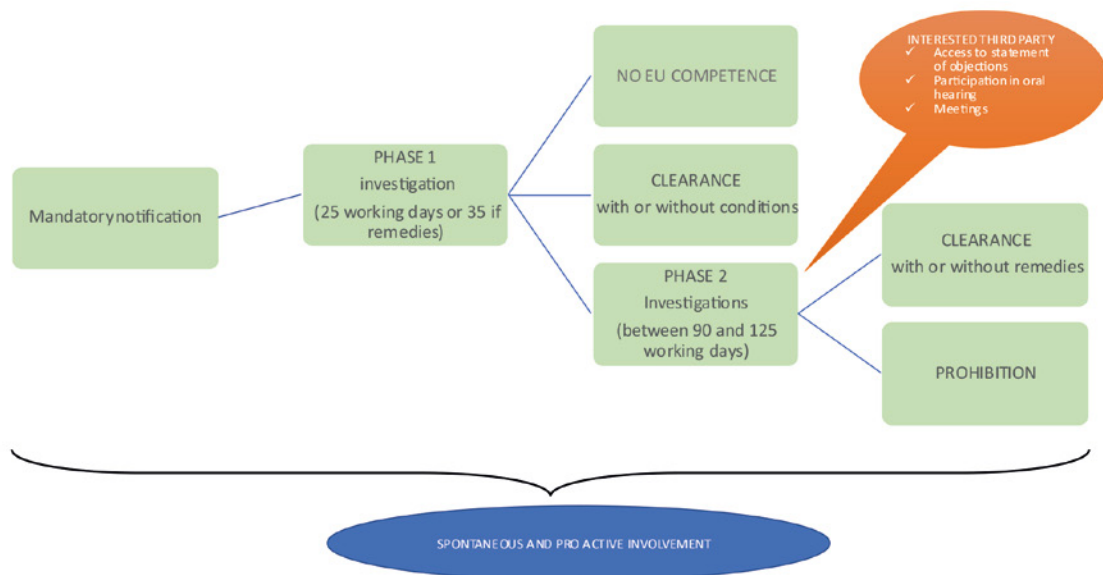 INTERESTED THIRD PARTY
✓ Access to statement
of objections
✓ Participation in oral
hearing
✓ Meetings
NO EU COMPETENCE
PHASE 1
investigation
(25 working days or 35 if
remedies)
Mandatory notification
CLEARANCE
with or without conditions
PHASE 2
Investigations
(between 90 and 125
working days)
CLEARANCE
with or without remedies
PROHIBITION
SPONTANEOUS AND PRO ACTIVE INVOLVEMENT